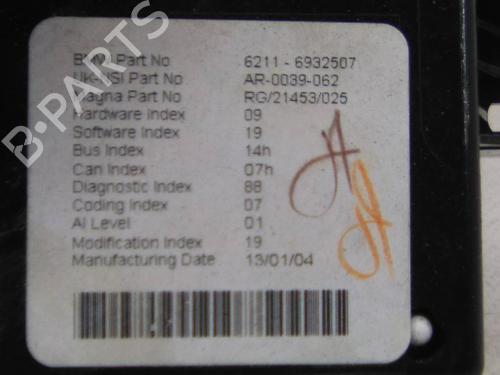 BMW Part No 6211 - 6932507
UK-NSI Part No AR-0039-062
Magna Part No RG/21453/025
Hardware Index 09
Software Index 19
Bus Index 14h
Can Index 07h
Diagnostic Index 88
Coding Index 07
AI Level 01
Modification Index 19
Manufacturing Date 13/01/04
B-PARTS